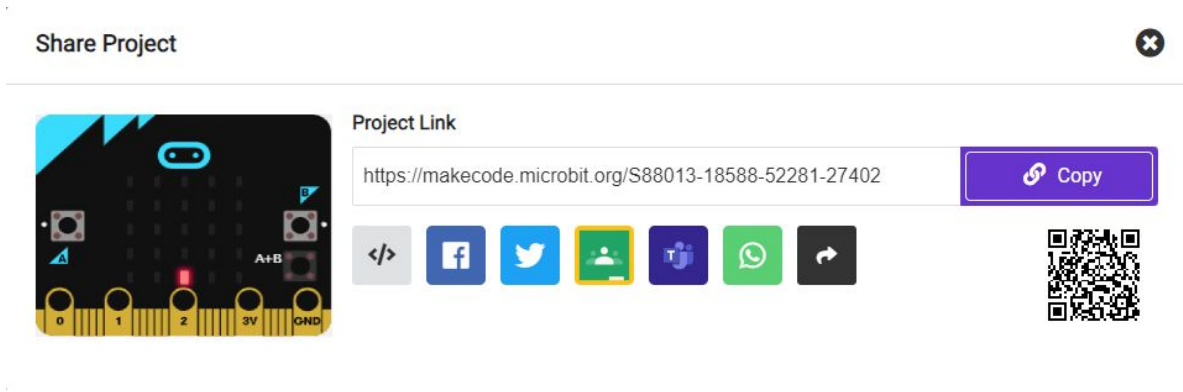 Share Project
Project Link
https://makecode.microbit.org/S88013-18588-52281-27402
Copy
B
A
A+B
0 1 2 3V GND
</>